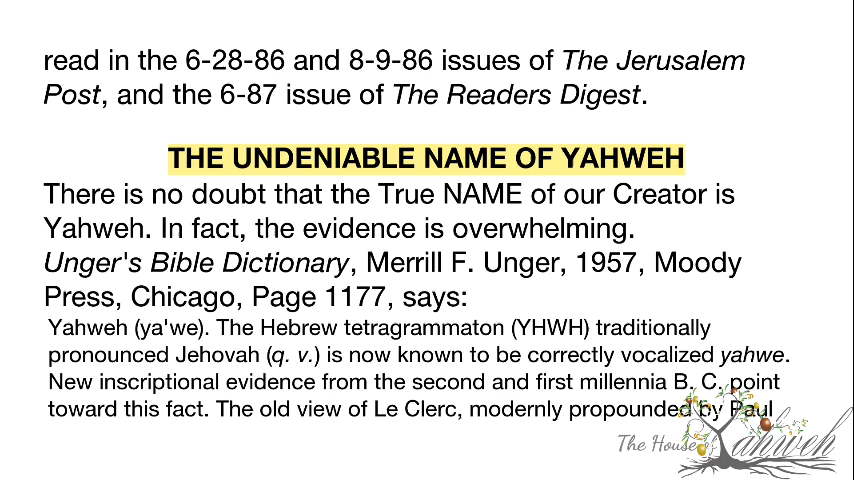 read in the 6-28-86 and 8-9-86 issues of The Jerusalem
Post, and the 6-87 issue of The Readers Digest.
THE UNDENIABLE NAME OF YAHWEH
There is no doubt that the True NAME of our Creator is
Yahweh. In fact, the evidence is overwhelming.
Unger's Bible Dictionary, Merrill F. Unger, 1957, Moody
Press, Chicago, Page 1177, says:
Yahweh (ya'we). The Hebrew tetragrammaton (YHWH) traditionally
pronounced Jehovah (q. v.) is now known to be correctly vocalized yahwe.
New inscriptional evidence from the second and first millennia B. C. point
toward this fact. The old view of Le Clerc, modernly propounded by Paul
The House of Yahweh